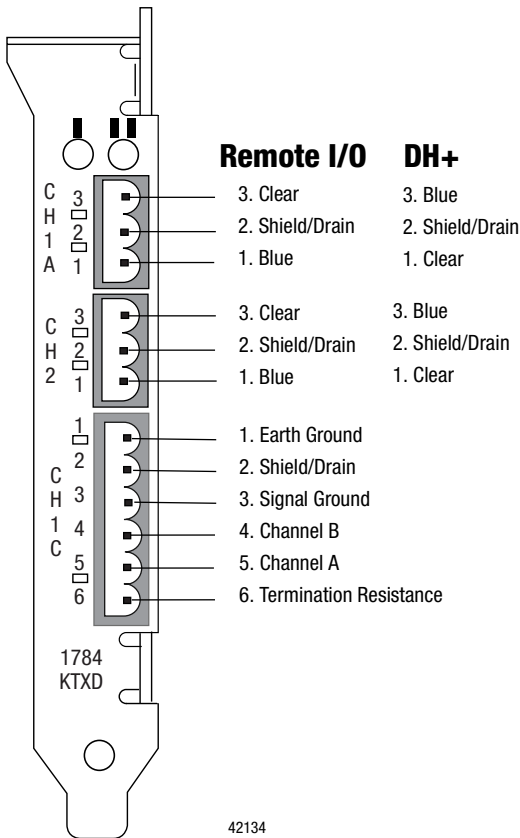 Remote I/O DH+
C H 1 A
3
2
1
3. Clear 3. Blue
2. Shield/Drain 2. Shield/Drain
1. Blue 1. Clear
C H 2
3
2
1
3. Clear 3. Blue
2. Shield/Drain 2. Shield/Drain
1. Blue 1. Clear
C H 1 C
1
2
3
4
5
6
1. Earth Ground
2. Shield/Drain
3. Signal Ground
4. Channel B
5. Channel A
6. Termination Resistance
1784
KTXD
42134